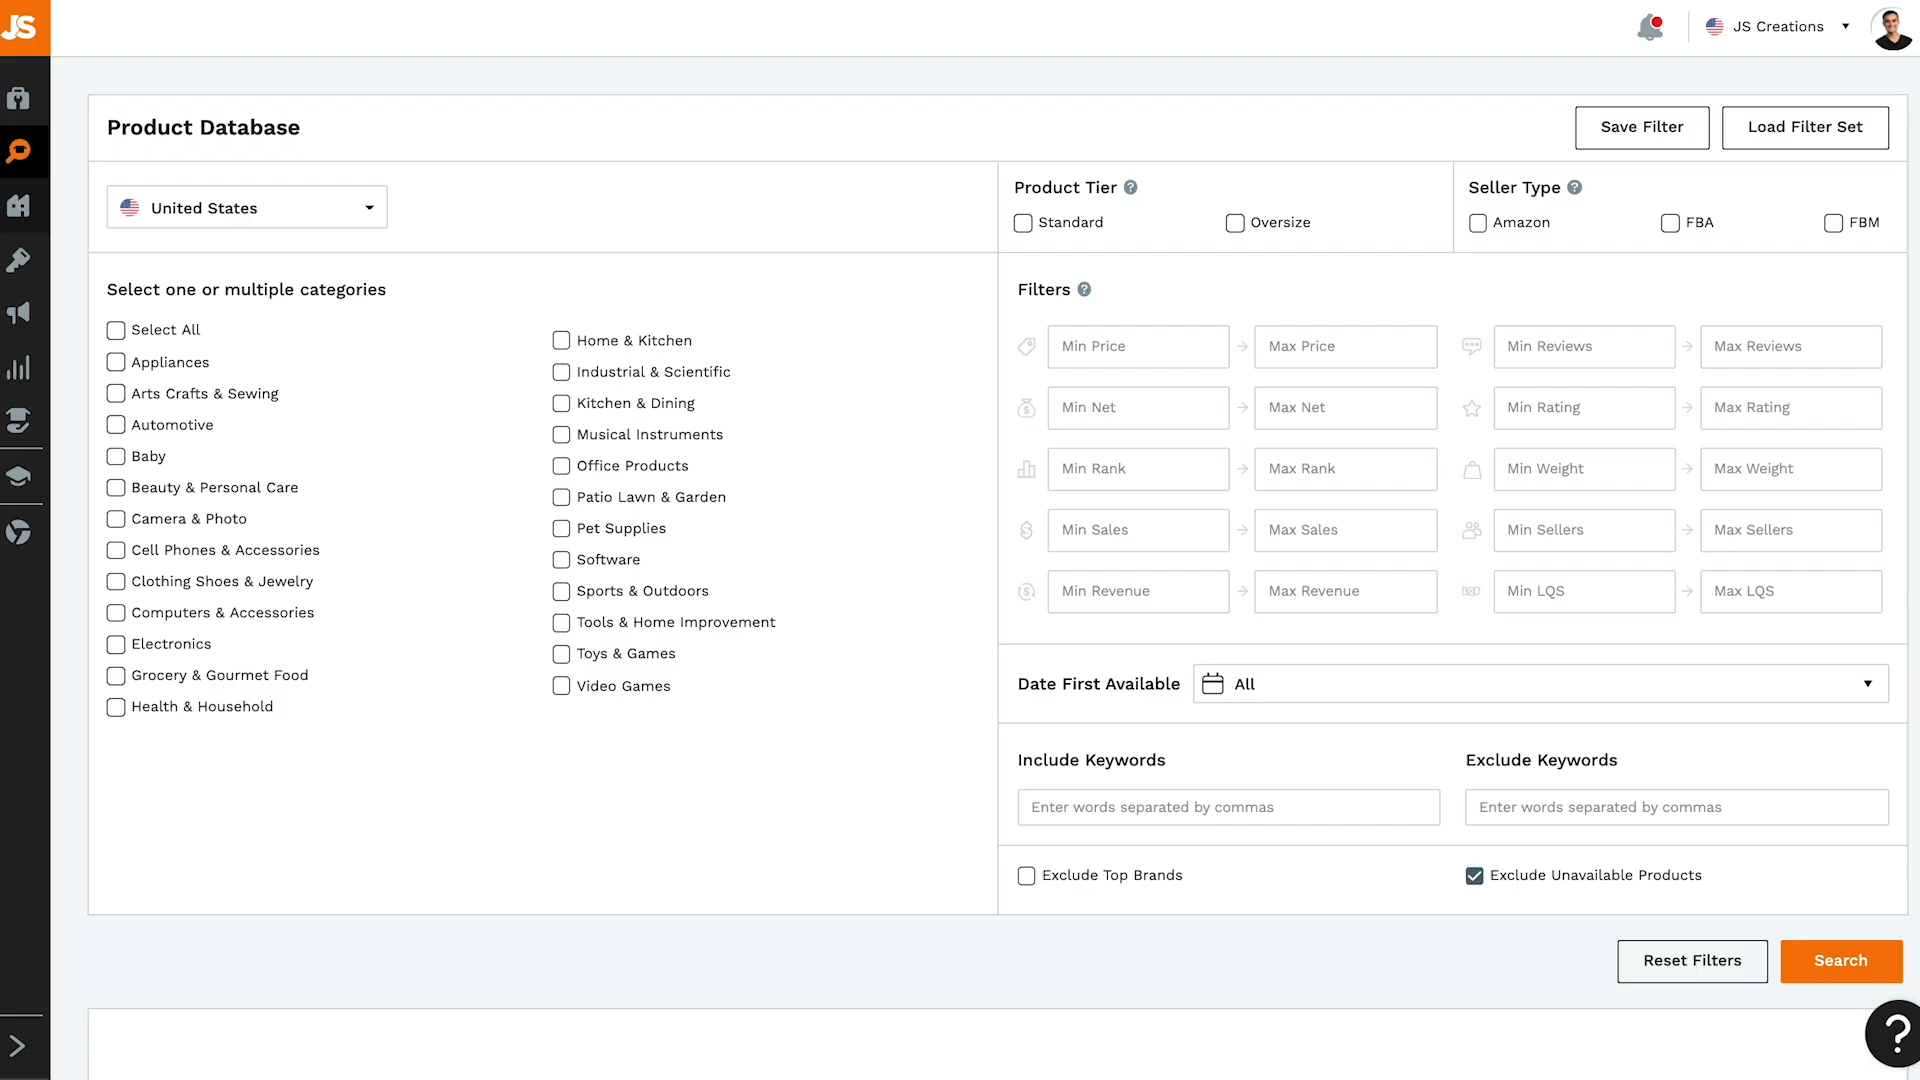 JS
JS Creations
Product Database
Save Filter
Load Filter Set
United States
Product Tier ?
Seller Type ?
Standard
Oversize
Amazon
FBA
FBM
Select one or multiple categories
Select All
Appliances
Arts Crafts & Sewing
Automotive
Baby
Beauty & Personal Care
Camera & Photo
Cell Phones & Accessories
Clothing Shoes & Jewelry
Computers & Accessories
Electronics
Grocery & Gourmet Food
Health & Household
Home & Kitchen
Industrial & Scientific
Kitchen & Dining
Musical Instruments
Office Products
Patio Lawn & Garden
Pet Supplies
Software
Sports & Outdoors
Tools & Home Improvement
Toys & Games
Video Games
Filters ?
Min Price
Max Price
Min Reviews
Max Reviews
Min Net
Max Net
Min Rating
Max Rating
Min Rank
Max Rank
Min Weight
Max Weight
Min Sales
Max Sales
Min Sellers
Max Sellers
Min Revenue
Max Revenue
Min LQS
Max LQS
Date First Available
All
Include Keywords
Exclude Keywords
Enter words separated by commas
Enter words separated by commas
Exclude Top Brands
Exclude Unavailable Products
Reset Filters
Search
?